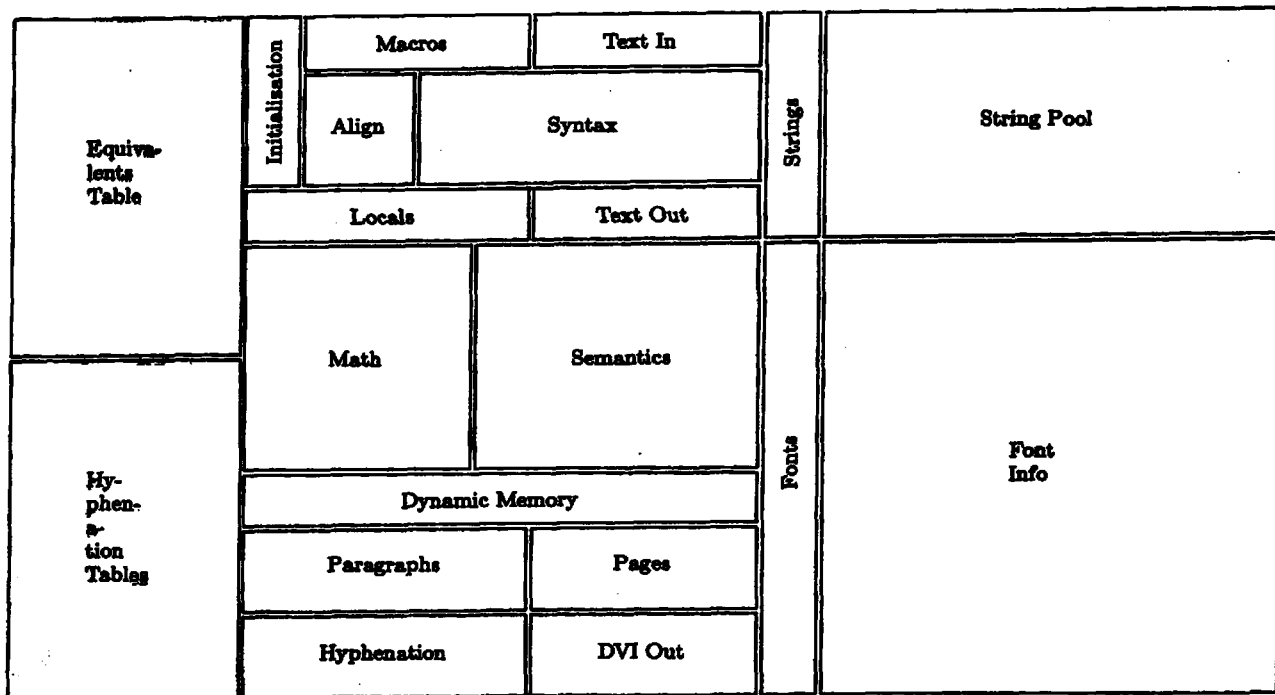 Equiva-
lents
Table
Initialization
Macros
Text In
Align
Syntax
Locals
Text Out
Strings
String Pool
Math
Semantics
Fonts
Font
Info
Hy-
phen-
a-
tion
Tables
Dynamic Memory
Paragraphs
Pages
Hyphenation
DVI Out